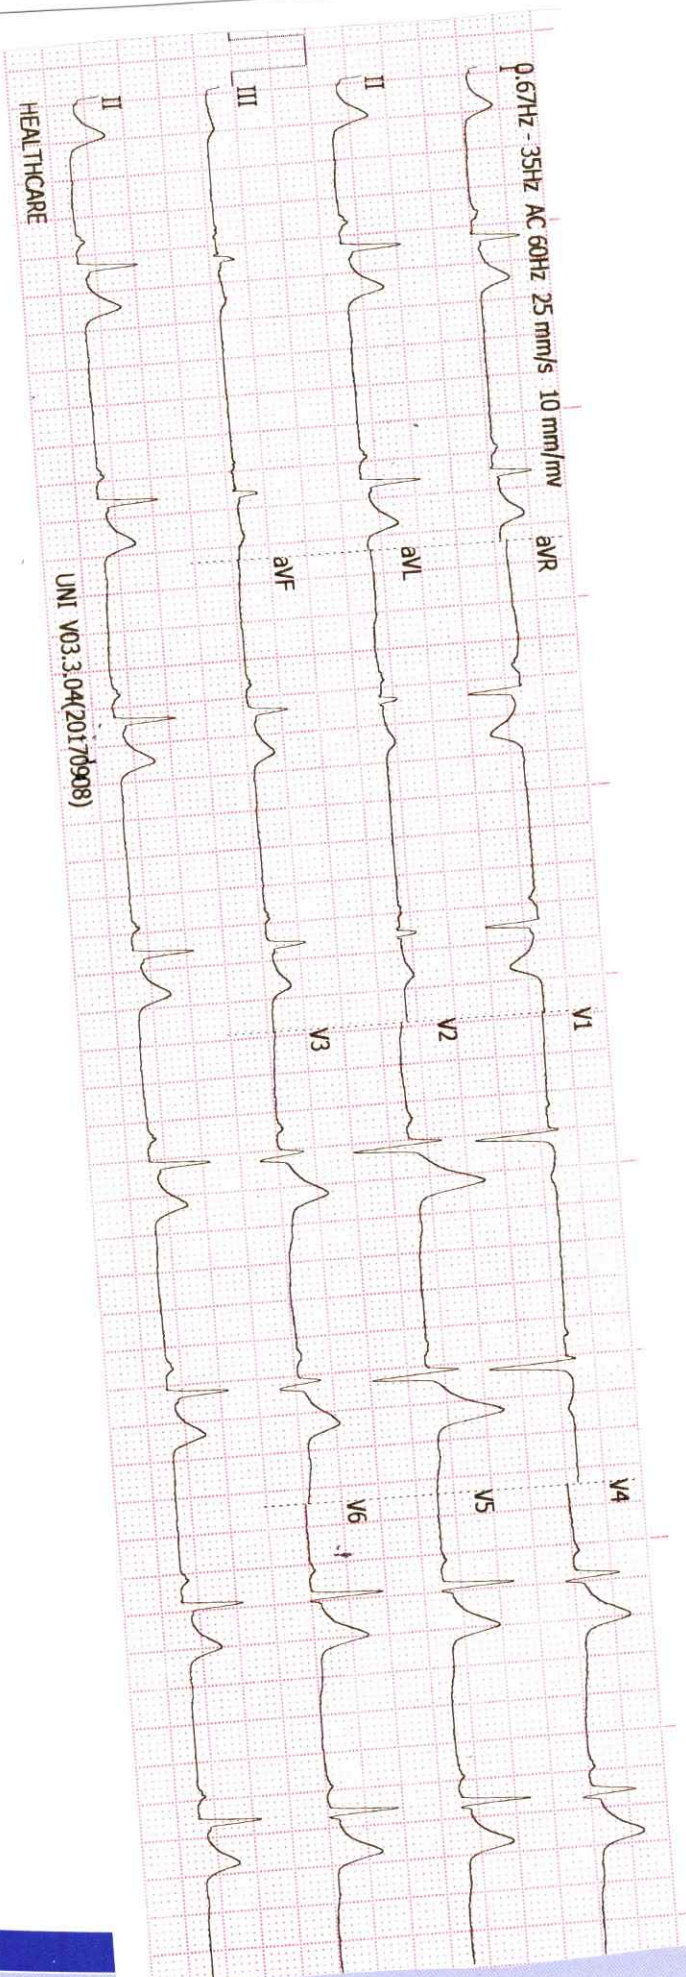 0.67Hz - 35Hz AC 60Hz 25 mm/s 10 mm/mv
I
aVR
V1
V4
II
aVL
V2
V5
III
aVF
V3
V6
II
HEALTHCARE
UNI V03.3.04(20170908)